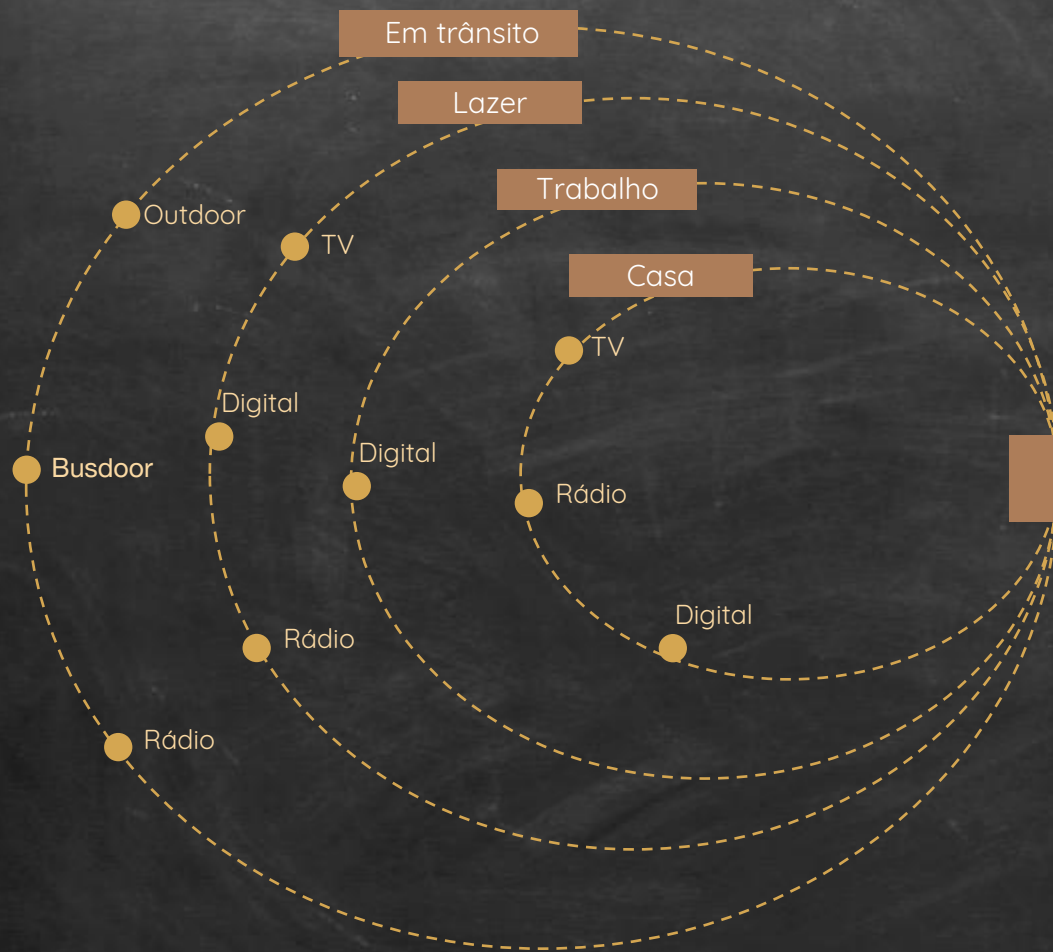 Em trânsito
Lazer
Trabalho
Casa
Outdoor
TV
TV
Digital
Digital
Busdoor
Rádio
Digital
Rádio
Rádio